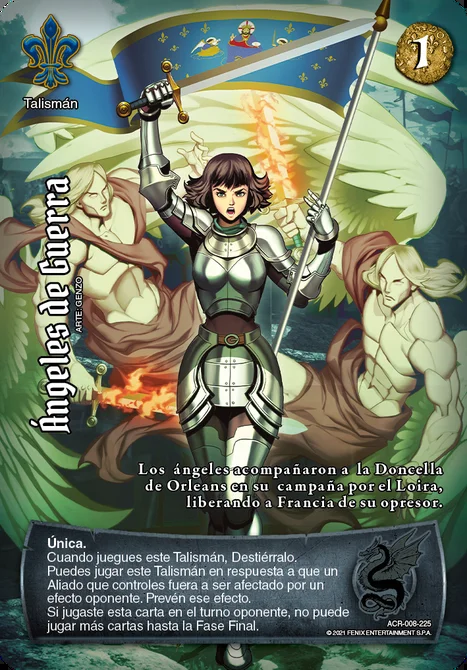 1
Talismán
Ángeles de Guerra
ARTE: GENZO
Los ángeles acompañaron a la Doncella
de Orleans en su campaña por el Loira,
liberando a Francia de su opresor.
Única.
Cuando juegues este Talismán, Destiérralo.
Puedes jugar este Talismán en respuesta a que un
Aliado que controles fuera a ser afectado por un
efecto oponente. Prevén ese efecto.
Si jugaste esta carta en el turno oponente, no puede
jugar más cartas hasta la Fase Final.
ACR-008-225
© 2021 FENIX ENTERTAINMENT S.P.A.